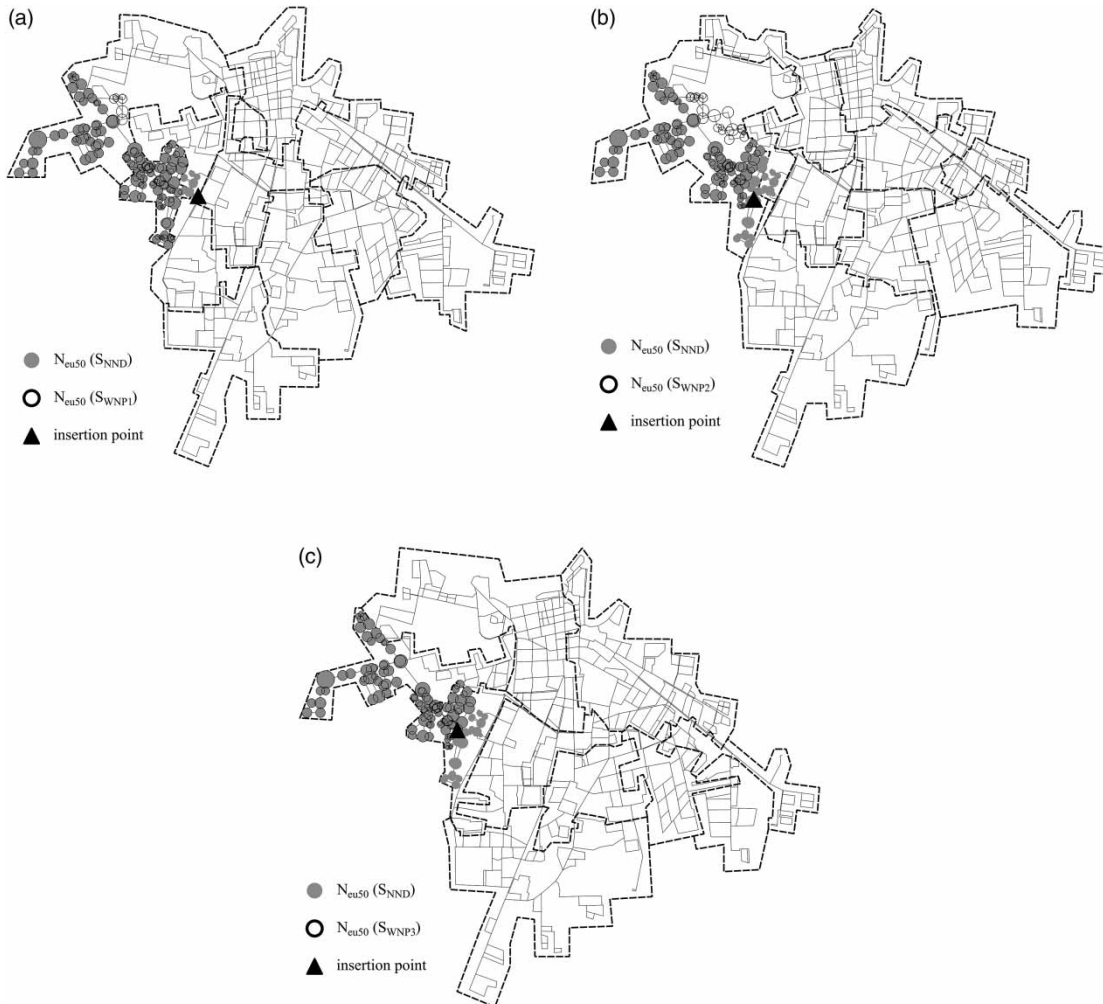 (a)
N_eu50 (S_NND)
N_eu50 (S_WNP1)
insertion point
(b)
N_eu50 (S_NND)
N_eu50 (S_WNP2)
insertion point
(c)
N_eu50 (S_NND)
N_eu50 (S_WNP3)
insertion point